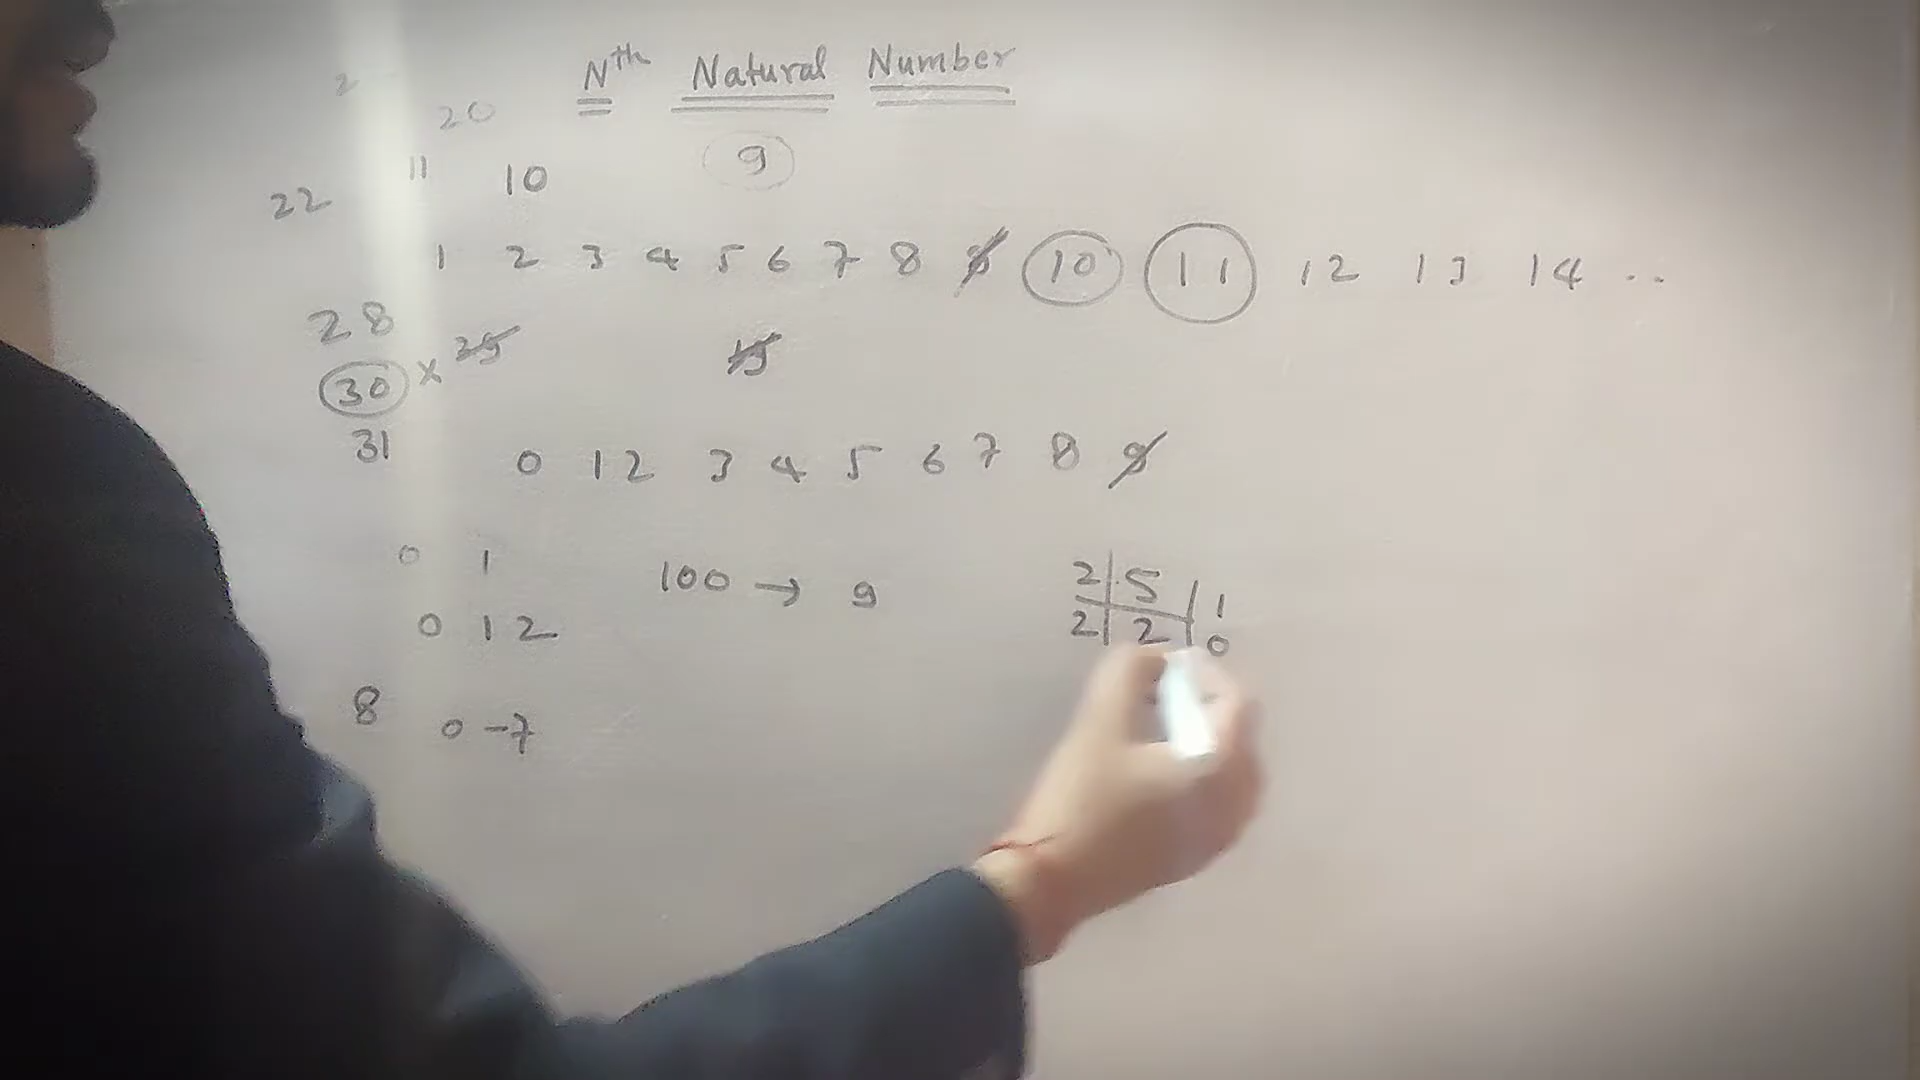 Nth Natural Number
2
20
9
11 10
22
1 2 3 4 5 6 7 8 9 10 11 12 13 14 ..
28
30 x 29
19
31
0 1 2 3 4 5 6 7 8 9
0 1
100 → 9
2 5 1
0 1 2
2 2 0
8 0-7